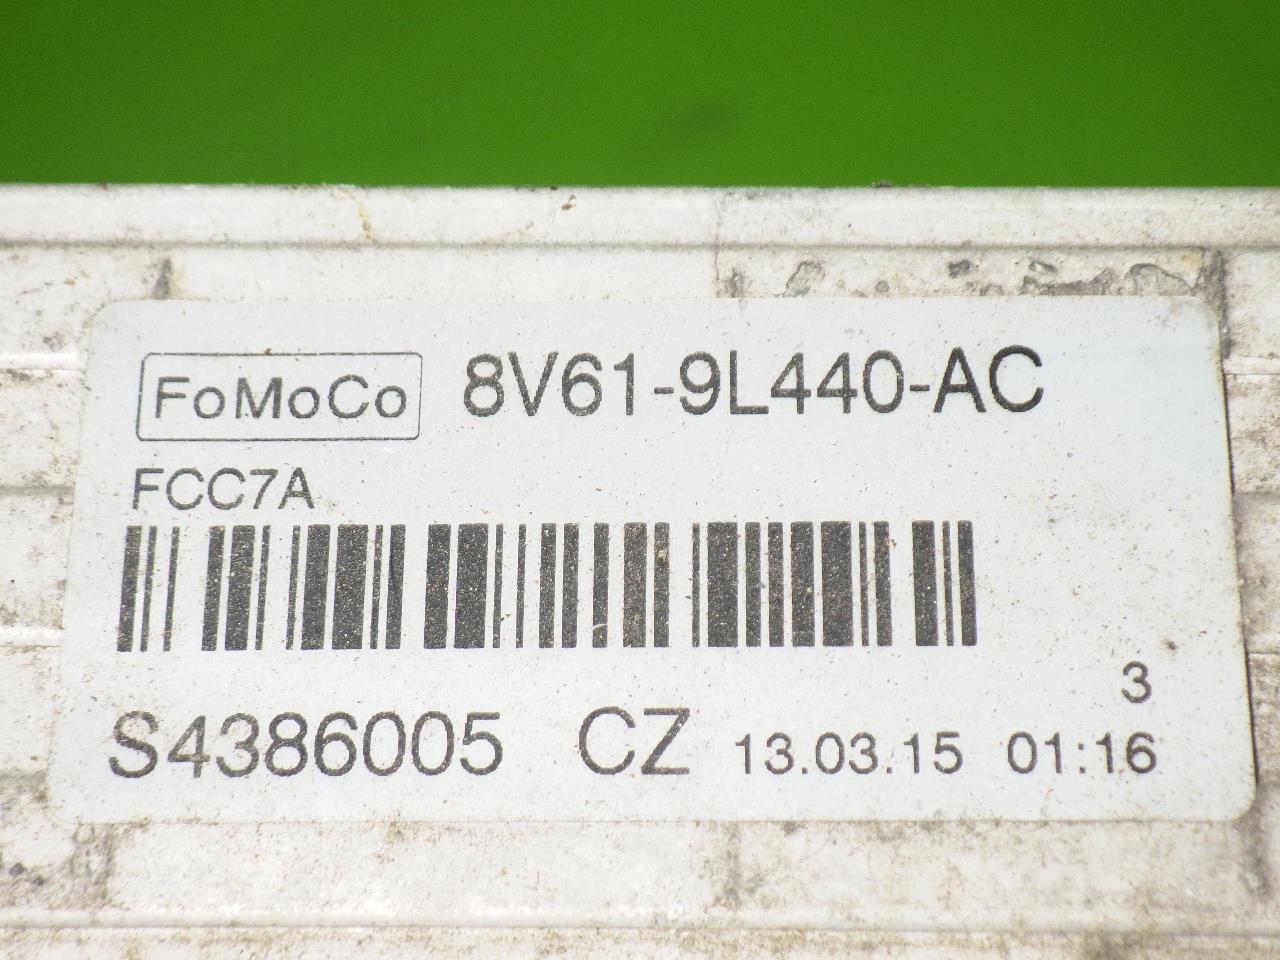 FoMoCo 8V61-9L440-AC
FCC7A
3
S4386005 CZ 13.03.15 01:16